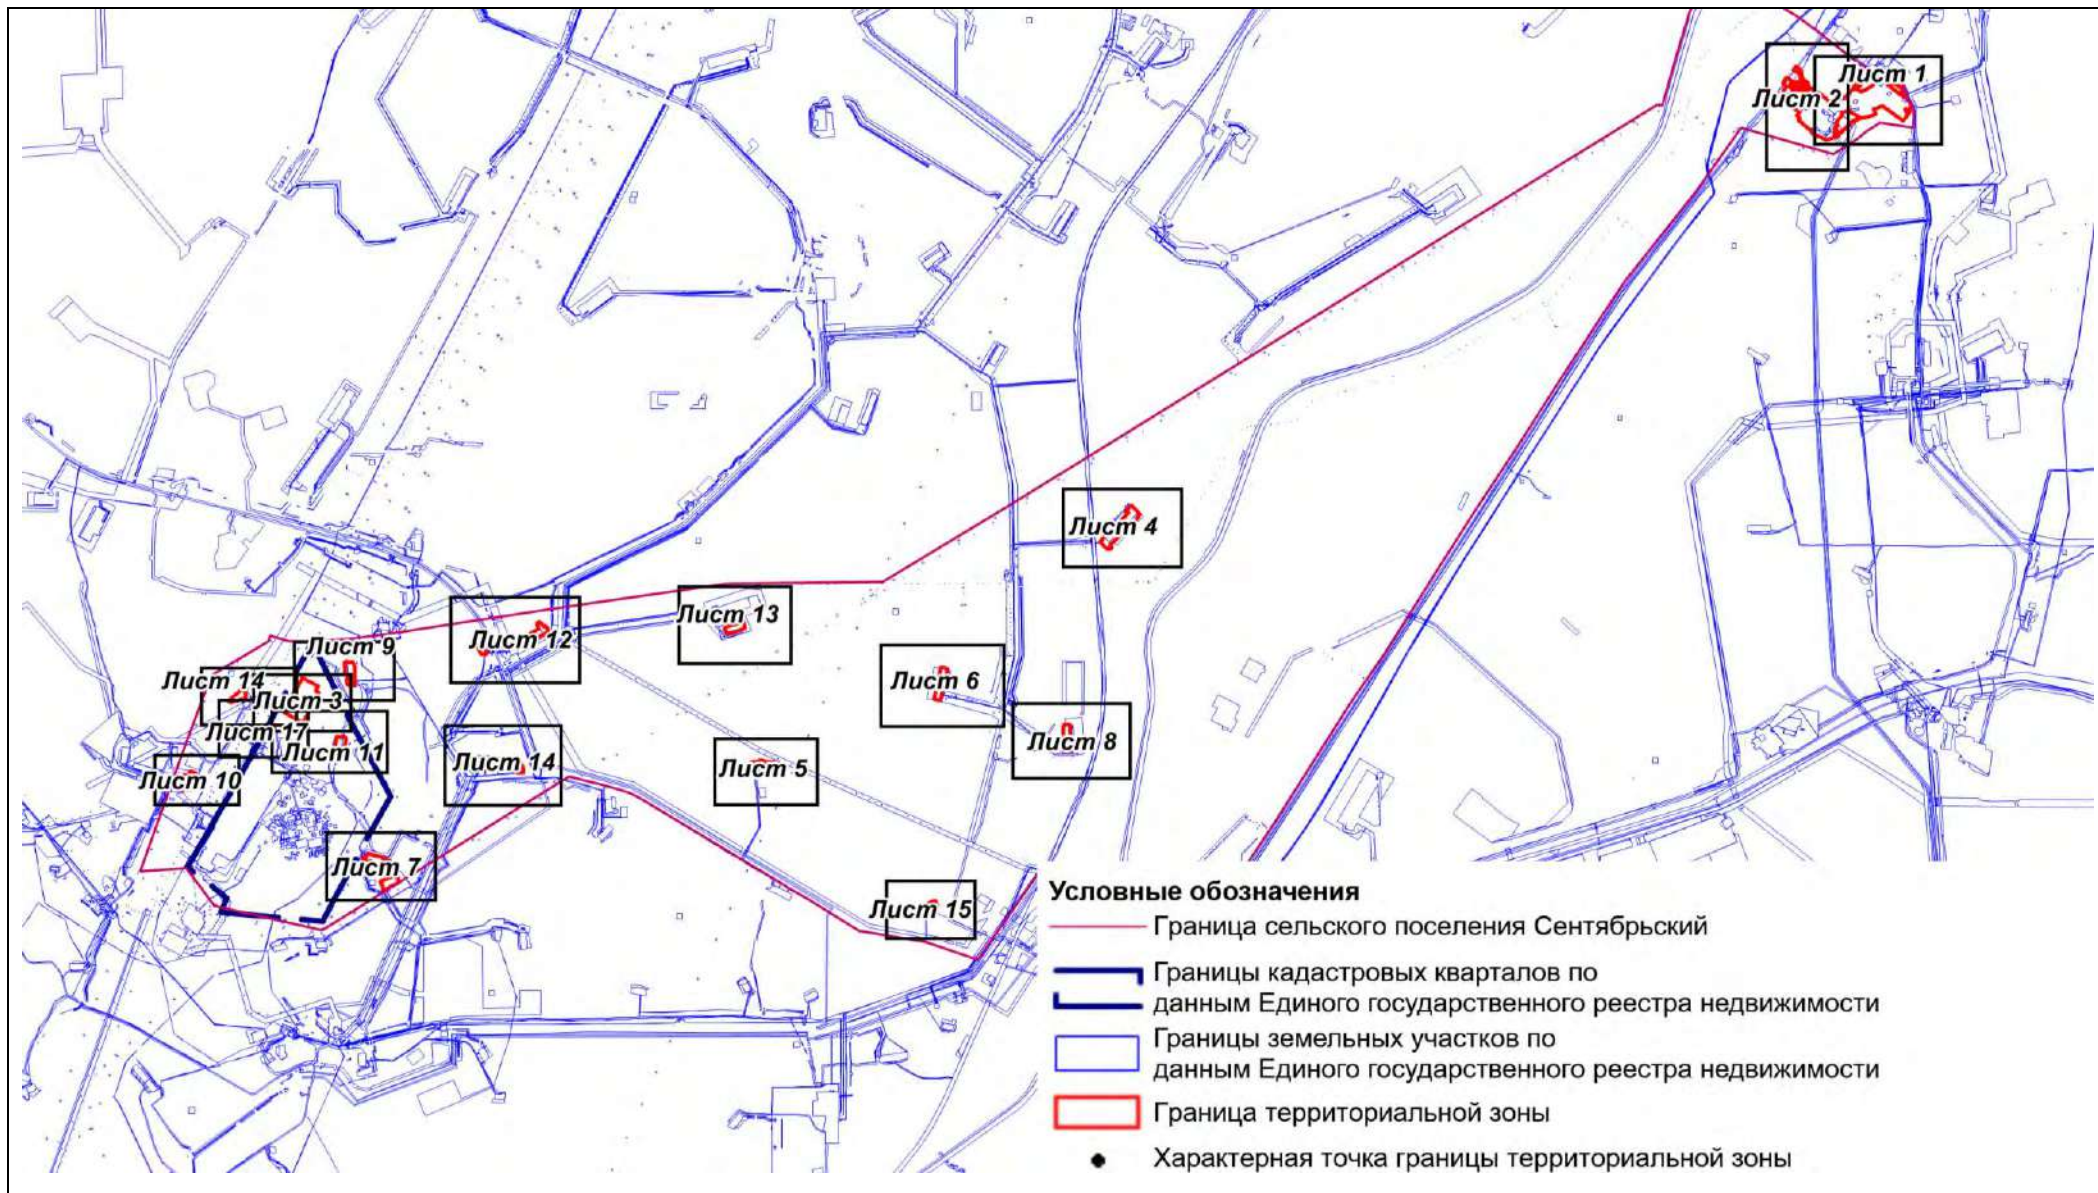 Лист 1
Лист 2
Лист 4
Лист 13
Лист 12
Лист 9
Лист 6
Лист 14
Лист 3
Лист 17
Лист 8
Лист 11
Лист 14
Лист 5
Лист 10
Лист 7
Лист 15
Условные обозначения
Граница сельского поселения Сентябрьский
Границы кадастровых кварталов по
данным Единого государственного реестра недвижимости
Границы земельных участков по
данным Единого государственного реестра недвижимости
Граница территориальной зоны
Характерная точка границы территориальной зоны